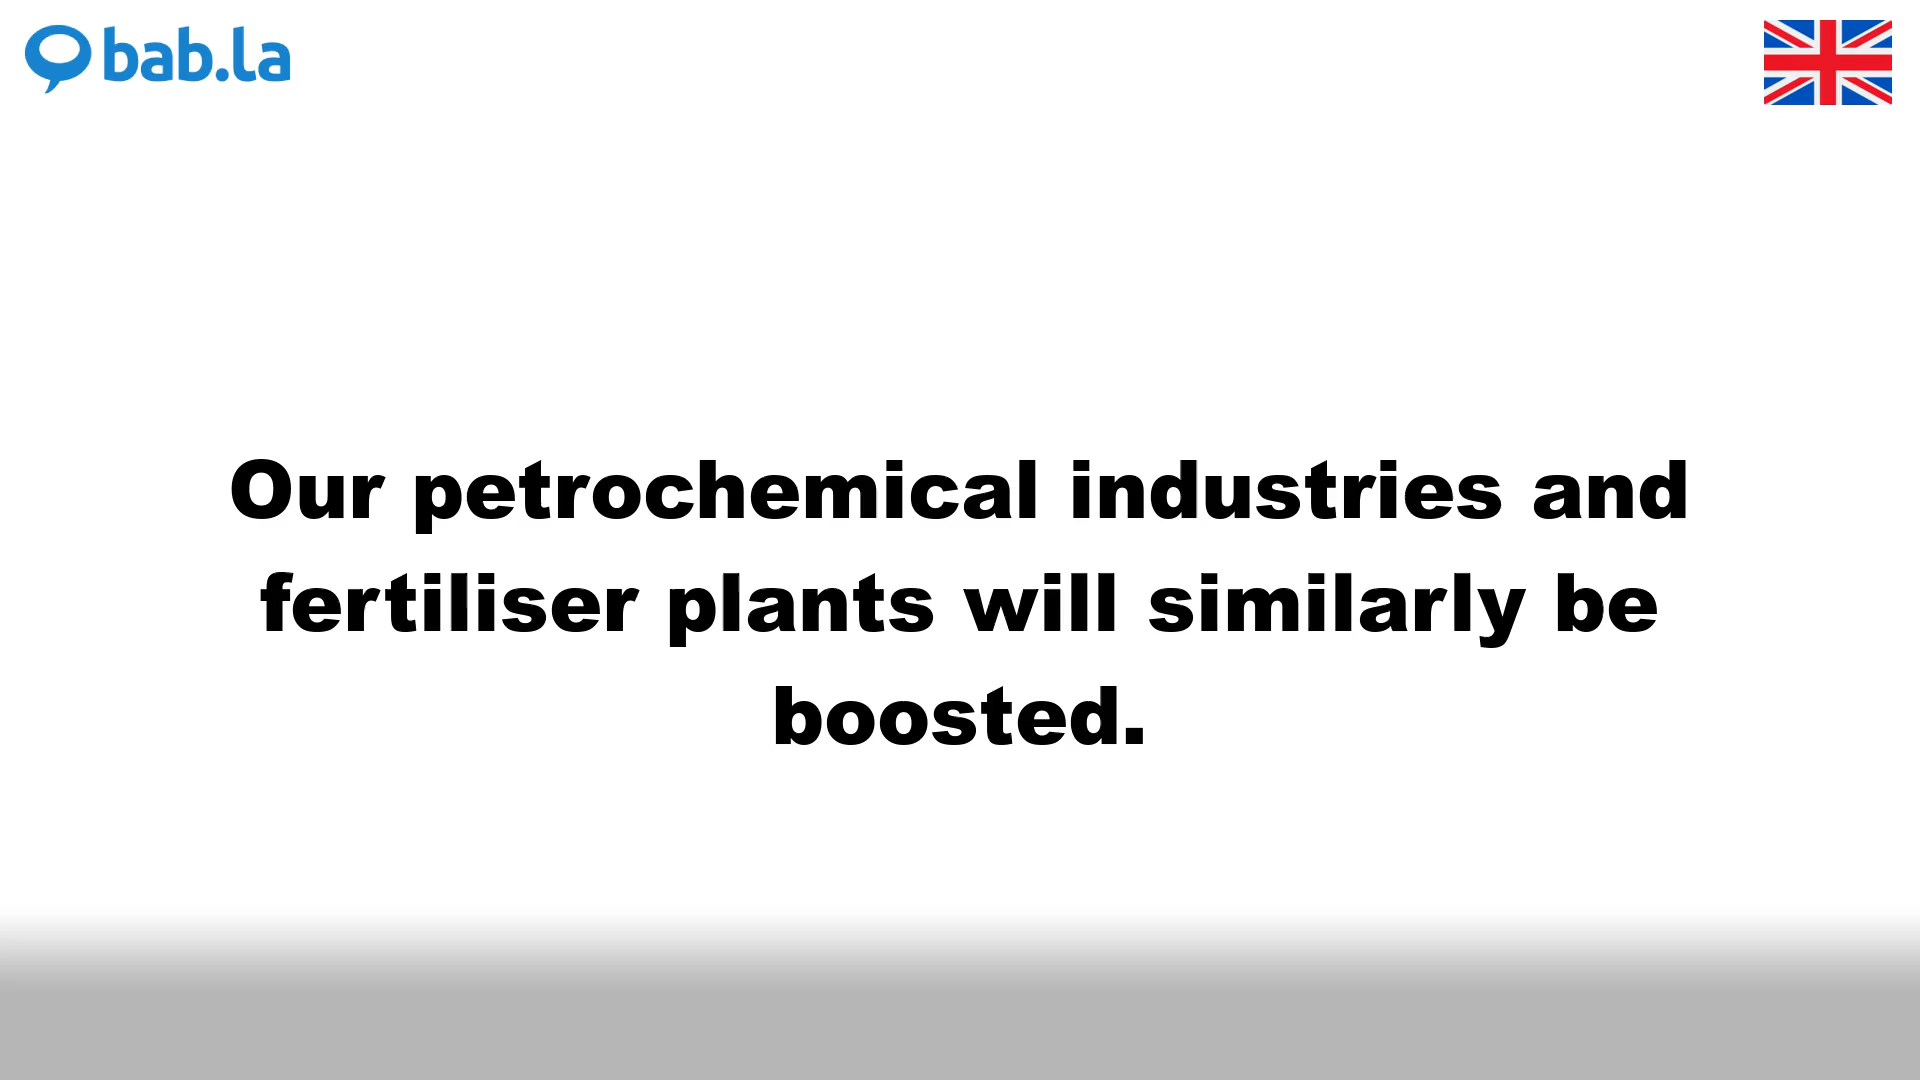 bab.la
Our petrochemical industries and
fertiliser plants will similarly be
boosted.